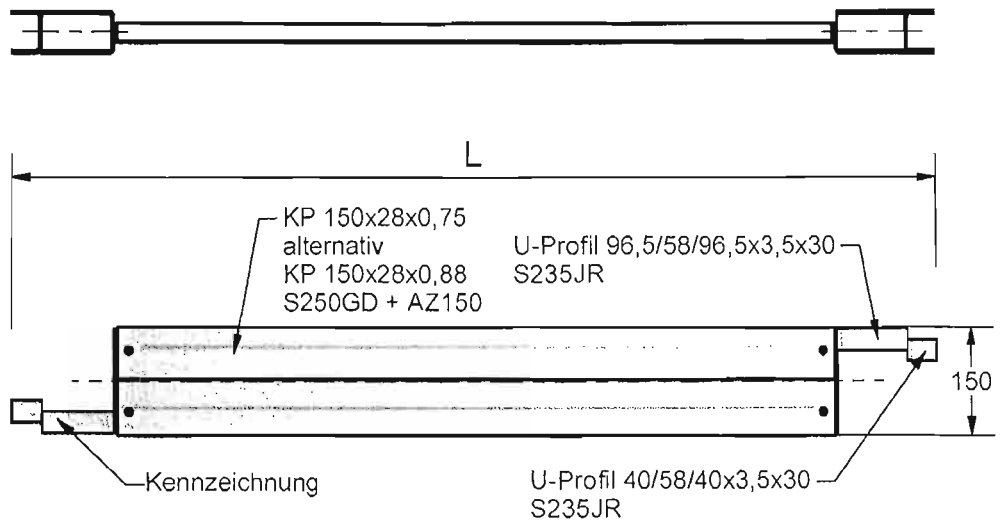 L
KP 150x28x0,75
alternativ
KP 150x28x0,88
S250GD + AZ150
U-Profil 96,5/58/96,5x3,5x30
S235JR
150
Kennzeichnung
U-Profil 40/58/40x3,5x30
S235JR